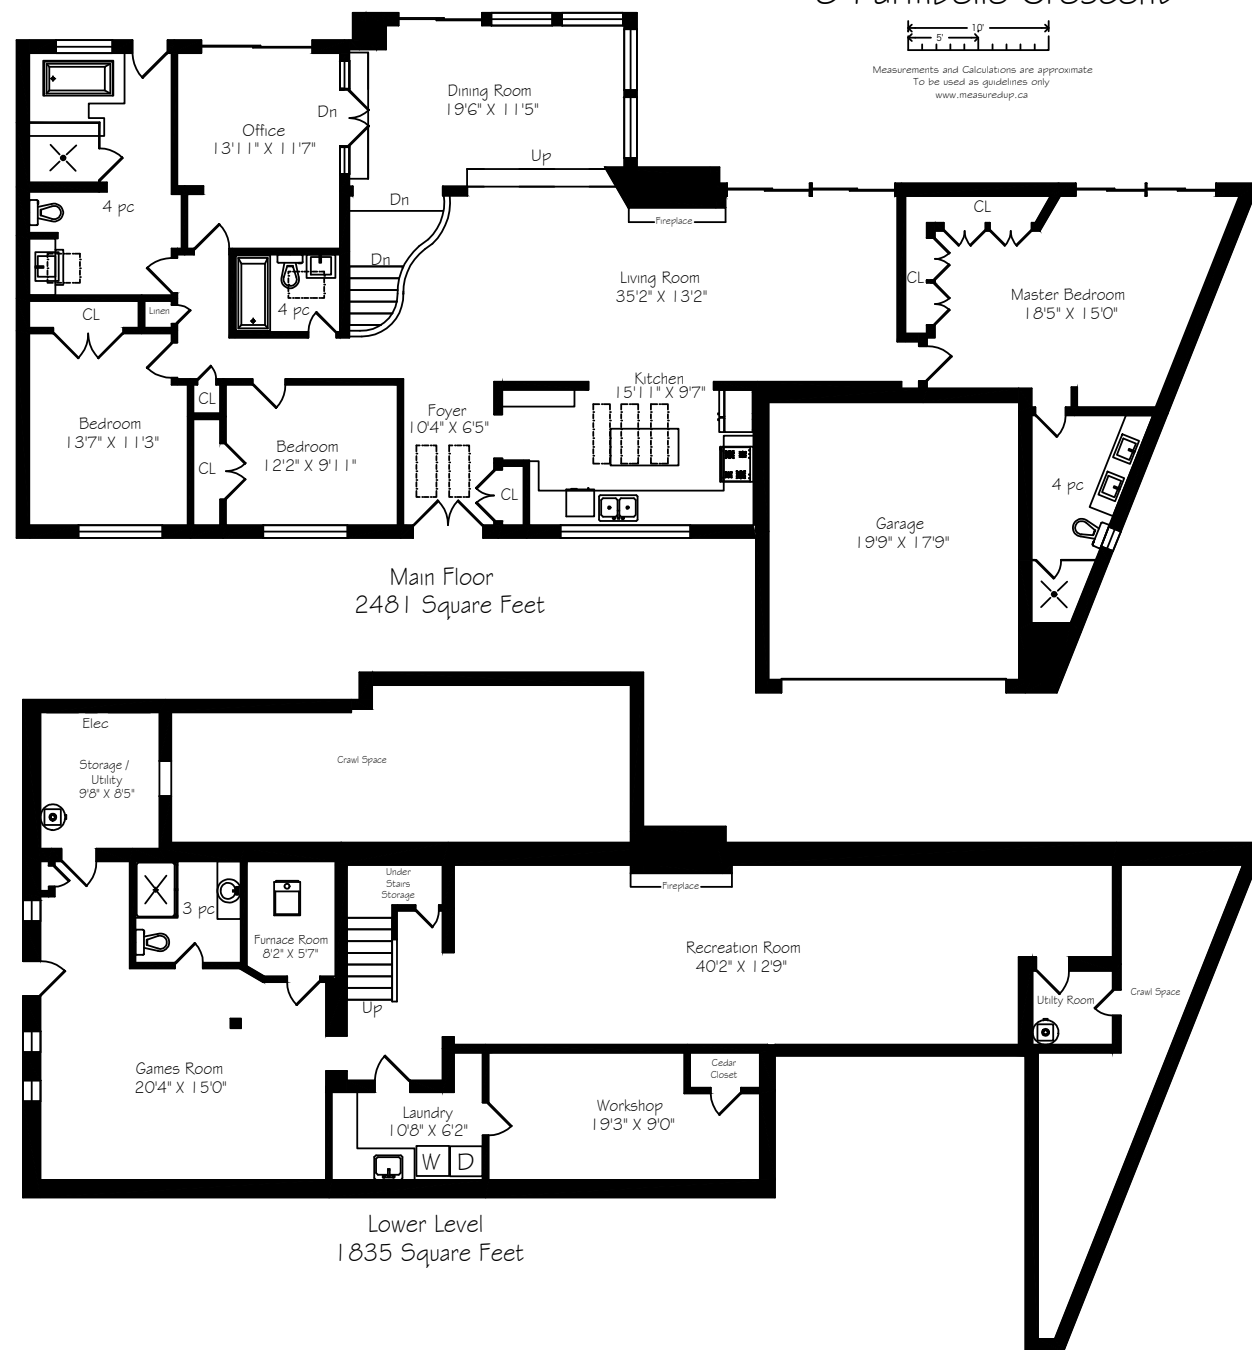 10'
5'
Measurements and Calculations are approximate
To be used as guidelines only
www.measuredup.ca
Dining Room
19'6" X 11'5"
Dn
Office
13'11" X 11'7"
Up
4 pc
Dn
CL
Fireplace
Dn
Living Room
35'2" X 13'2"
CL
Master Bedroom
18'5" X 15'0"
CL
Linen
4 pc
Kitchen
15'11" X 9'7"
CL
Foyer
10'4" X 6'5"
Bedroom
13'7" X 11'3"
Bedroom
12'2" X 9'11"
CL
CL
4 pc
Garage
19'9" X 17'9"
Main Floor
2481 Square Feet
Elec
Storage /
Utility
9'8" X 8'5"
Crawl Space
Under
Stairs
Storage
Fireplace
3 pc
Furnace Room
8'2" X 5'7"
Recreation Room
40'2" X 12'9"
Up
Utilty Room
Crawl Space
Games Room
20'4" X 15'0"
Cedar
Closet
Laundry
10'8" X 6'2"
Workshop
19'3" X 9'0"
W D
Lower Level
1835 Square Feet